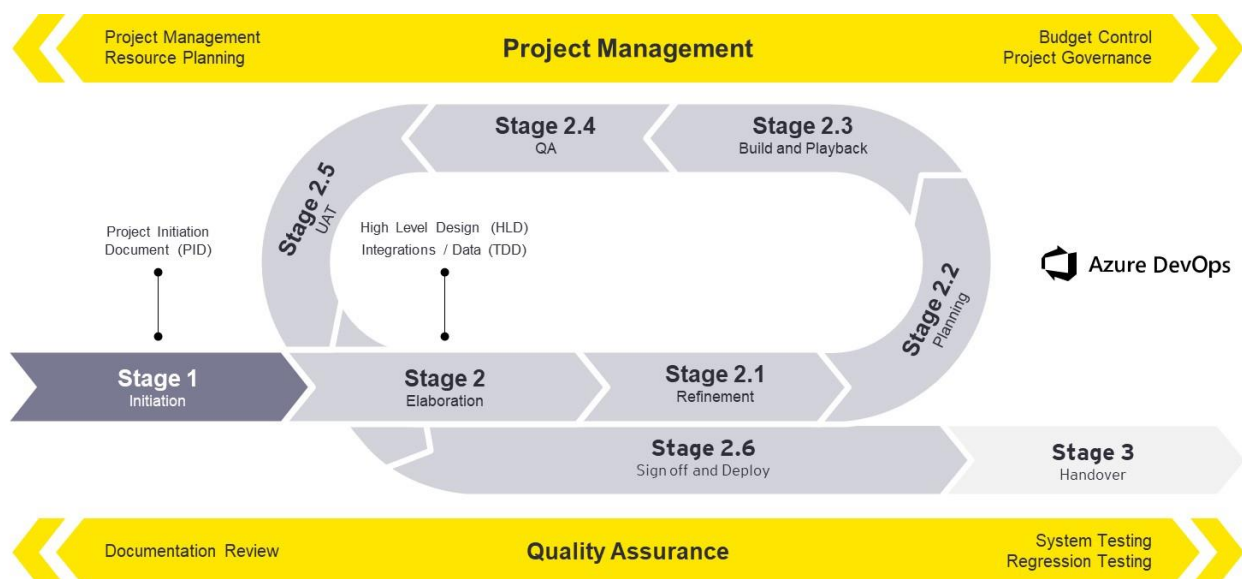 Project Management
Resource Planning
Project Management
Budget Control
Project Governance
Stage 2.4
QA
Stage 2.3
Build and Playback
Stage 2.5
UAT
Project Initiation
Document (PID)
High Level Design (HLD)
Integrations / Data (TDD)
Stage 2.2
Planning
Azure DevOps
Stage 1
Initiation
Stage 2
Elaboration
Stage 2.1
Refinement
Stage 2.6
Sign off and Deploy
Stage 3
Handover
Documentation Review
Quality Assurance
System Testing
Regression Testing